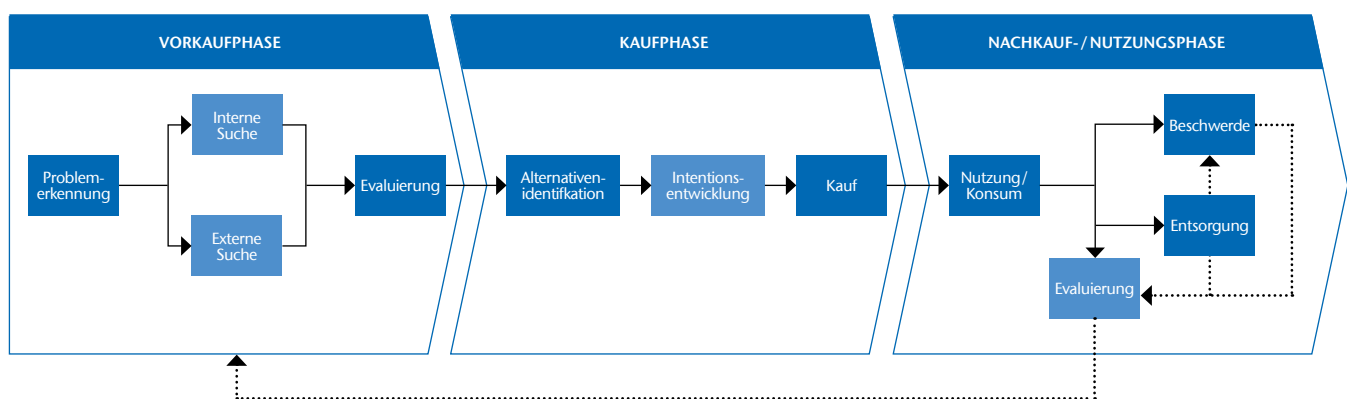 VORKAUFPHASE
KAUFPHASE
NACHKAUF- / NUTZUNGSPHASE
Problem-
erkennung
Interne
Suche
Externe
Suche
Evaluierung
Alternativen-
identifkation
Intentions-
entwicklung
Kauf
Nutzung/
Konsum
Beschwerde
Entsorgung
Evaluierung